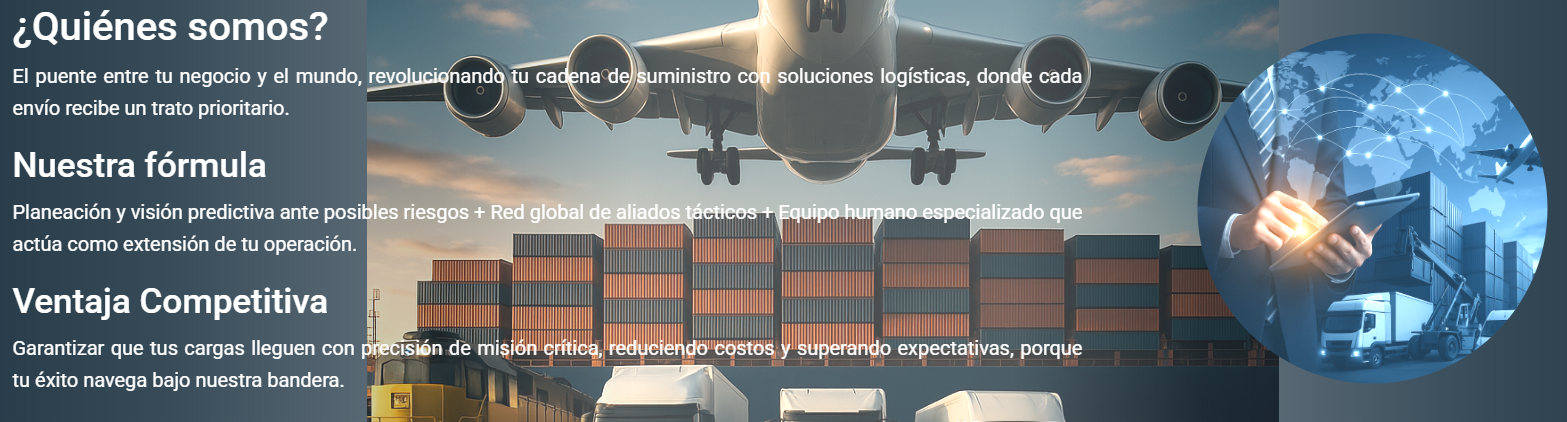 ¿Quiénes somos?
El puente entre tu negocio y el mundo, revolucionando tu cadena de suministro con soluciones logísticas, donde cada
envío recibe un trato prioritario.
Nuestra fórmula
Planeación y visión predictiva ante posibles riesgos + Red global de aliados tácticos + Equipo humano especializado que
actúa como extensión de tu operación.
Ventaja Competitiva
Garantizar que tus cargas lleguen con precisión de misión crítica, reduciendo costos y superando expectativas, porque
tu éxito navega bajo nuestra bandera.